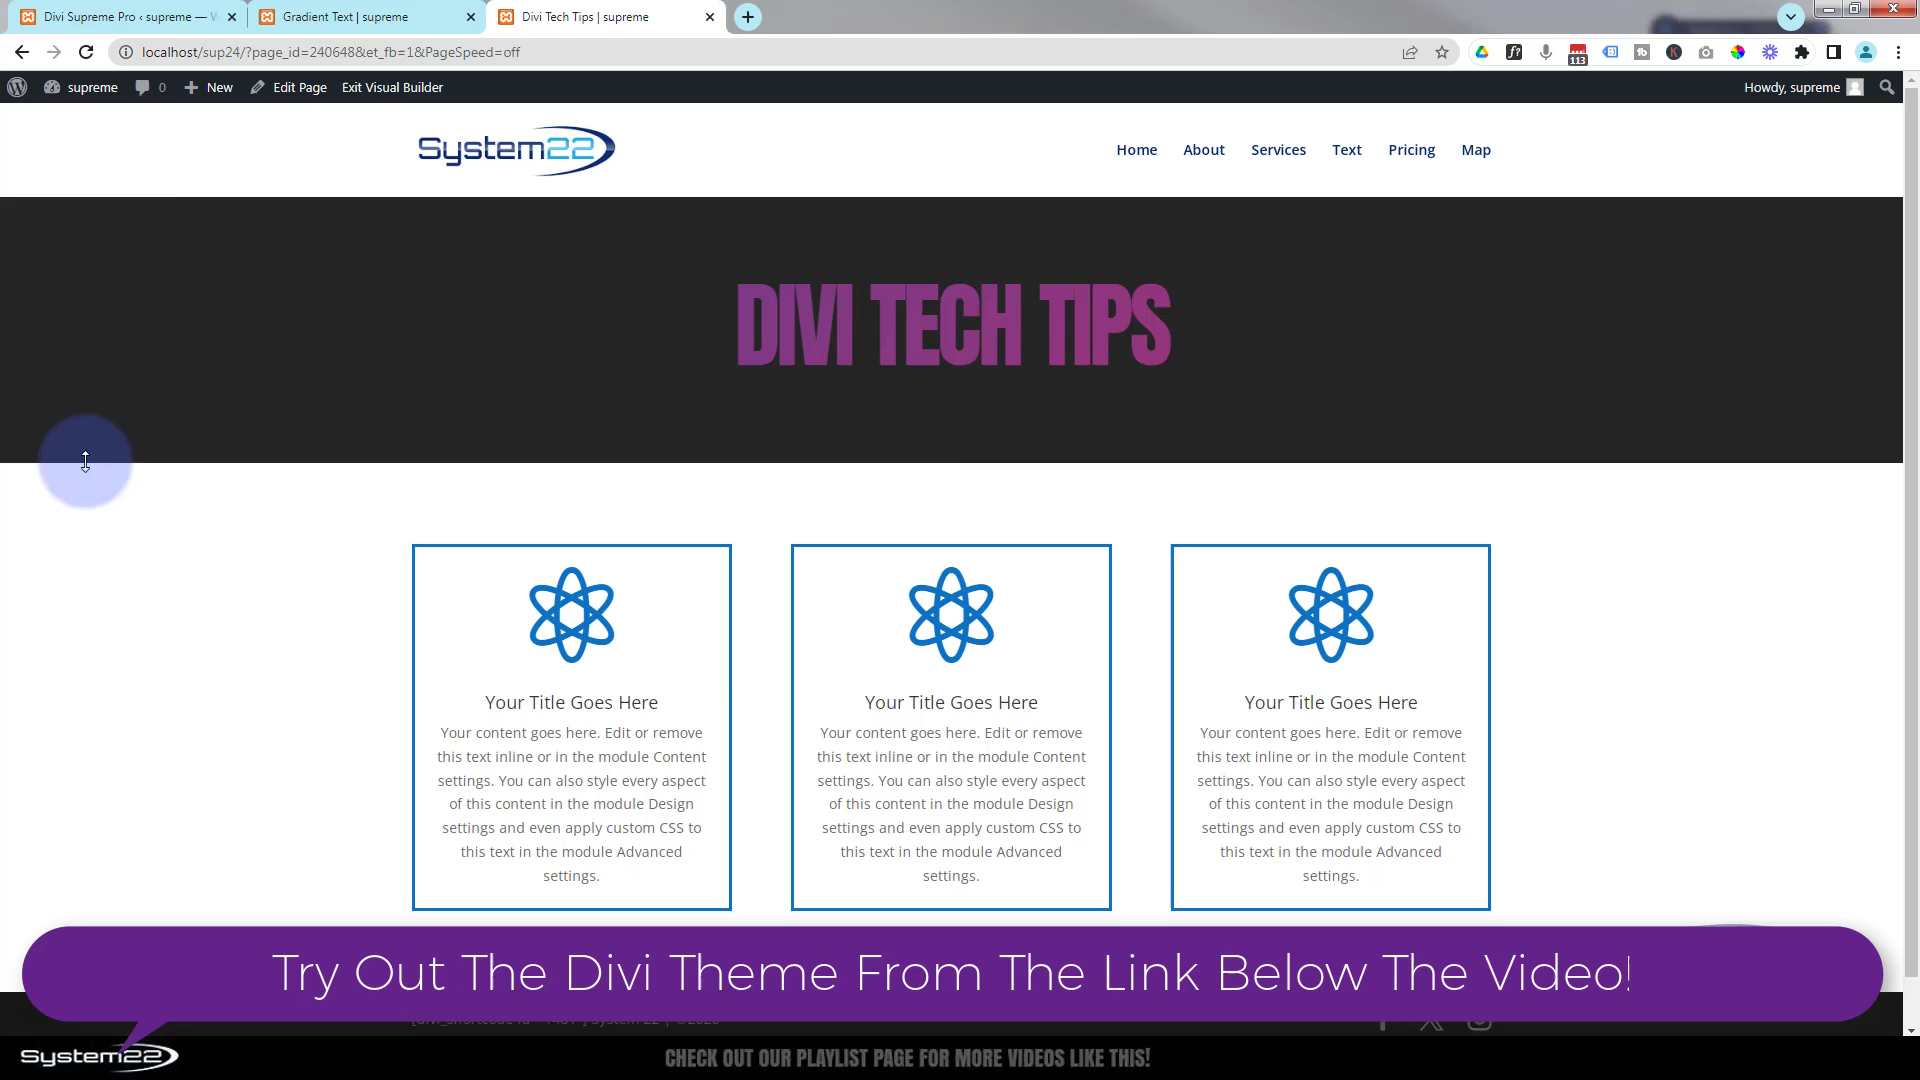 Divi Supreme Pro ‹ supreme — W
Gradient Text | supreme
Divi Tech Tips | supreme
localhost/sup24/?page_id=240648&et_fb=1&PageSpeed=off
113
supreme 0 New Edit Page Exit Visual Builder
Howdy, supreme
System22
Home About Services Text Pricing Map
DIVI TECH TIPS
Your Title Goes Here
Your content goes here. Edit or remove
this text inline or in the module Content
settings. You can also style every aspect
of this content in the module Design
settings and even apply custom CSS to
this text in the module Advanced
settings.
Your Title Goes Here
Your content goes here. Edit or remove
this text inline or in the module Content
settings. You can also style every aspect
of this content in the module Design
settings and even apply custom CSS to
this text in the module Advanced
settings.
Your Title Goes Here
Your content goes here. Edit or remove
this text inline or in the module Content
settings. You can also style every aspect
of this content in the module Design
settings and even apply custom CSS to
this text in the module Advanced
settings.
Try Out The Divi Theme From The Link Below The Video!
System22
CHECK OUT OUR PLAYLIST PAGE FOR MORE VIDEOS LIKE THIS!